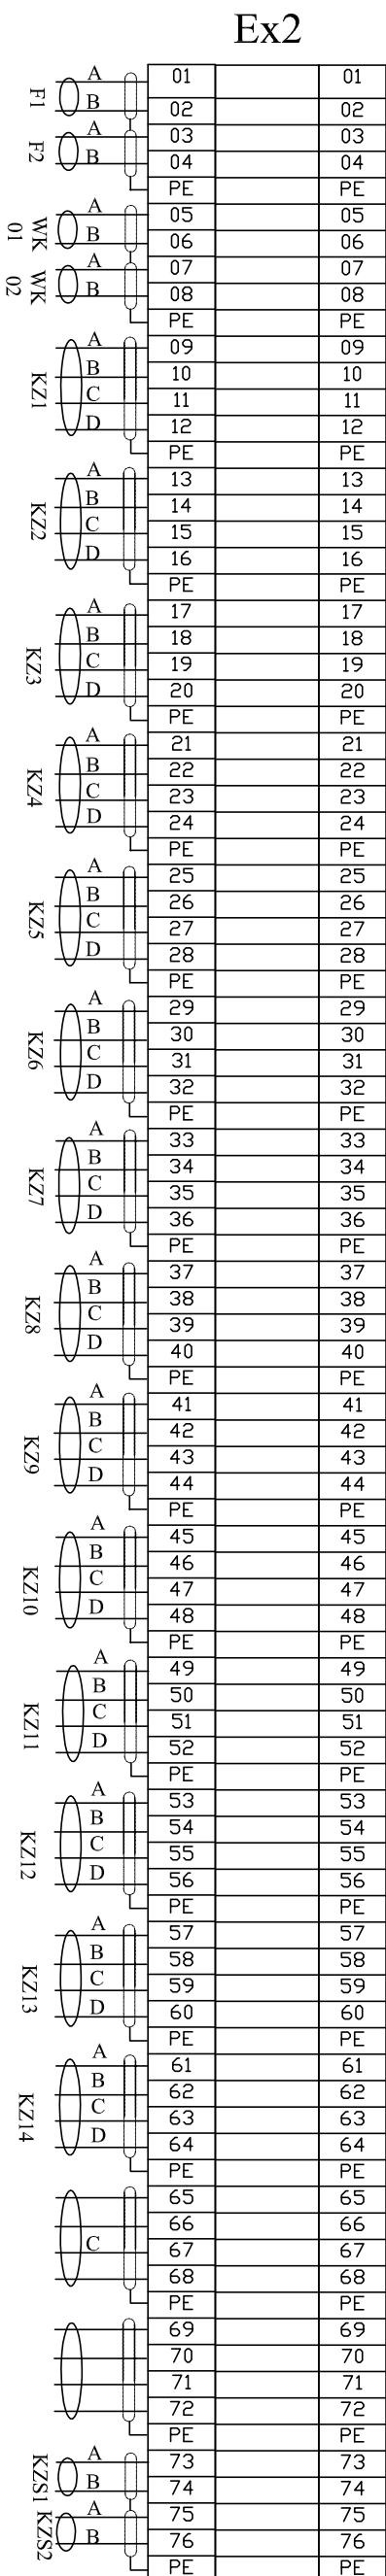 Ex2
F1 A 01 01
B 02 02
F2 A 03 03
B 04 04
PE PE
WK 01 A 05 05
B 06 06
WK 02 A 07 07
B 08 08
PE PE
KZ1 A 09 09
B 10 10
C 11 11
D 12 12
PE PE
KZ2 A 13 13
B 14 14
C 15 15
D 16 16
PE PE
KZ3 A 17 17
B 18 18
C 19 19
D 20 20
PE PE
KZ4 A 21 21
B 22 22
C 23 23
D 24 24
PE PE
KZ5 A 25 25
B 26 26
C 27 27
D 28 28
PE PE
KZ6 A 29 29
B 30 30
C 31 31
D 32 32
PE PE
KZ7 A 33 33
B 34 34
C 35 35
D 36 36
PE PE
KZ8 A 37 37
B 38 38
C 39 39
D 40 40
PE PE
KZ9 A 41 41
B 42 42
C 43 43
D 44 44
PE PE
KZ10 A 45 45
B 46 46
C 47 47
D 48 48
PE PE
KZ11 A 49 49
B 50 50
C 51 51
D 52 52
PE PE
KZ12 A 53 53
B 54 54
C 55 55
D 56 56
PE PE
KZ13 A 57 57
B 58 58
C 59 59
D 60 60
PE PE
KZ14 A 61 61
B 62 62
C 63 63
D 64 64
PE PE
65 65
66 66
C 67 67
68 68
PE PE
69 69
70 70
71 71
72 72
PE PE
KZS1 A 73 73
B 74 74
KZS2 A 75 75
B 76 76
PE PE